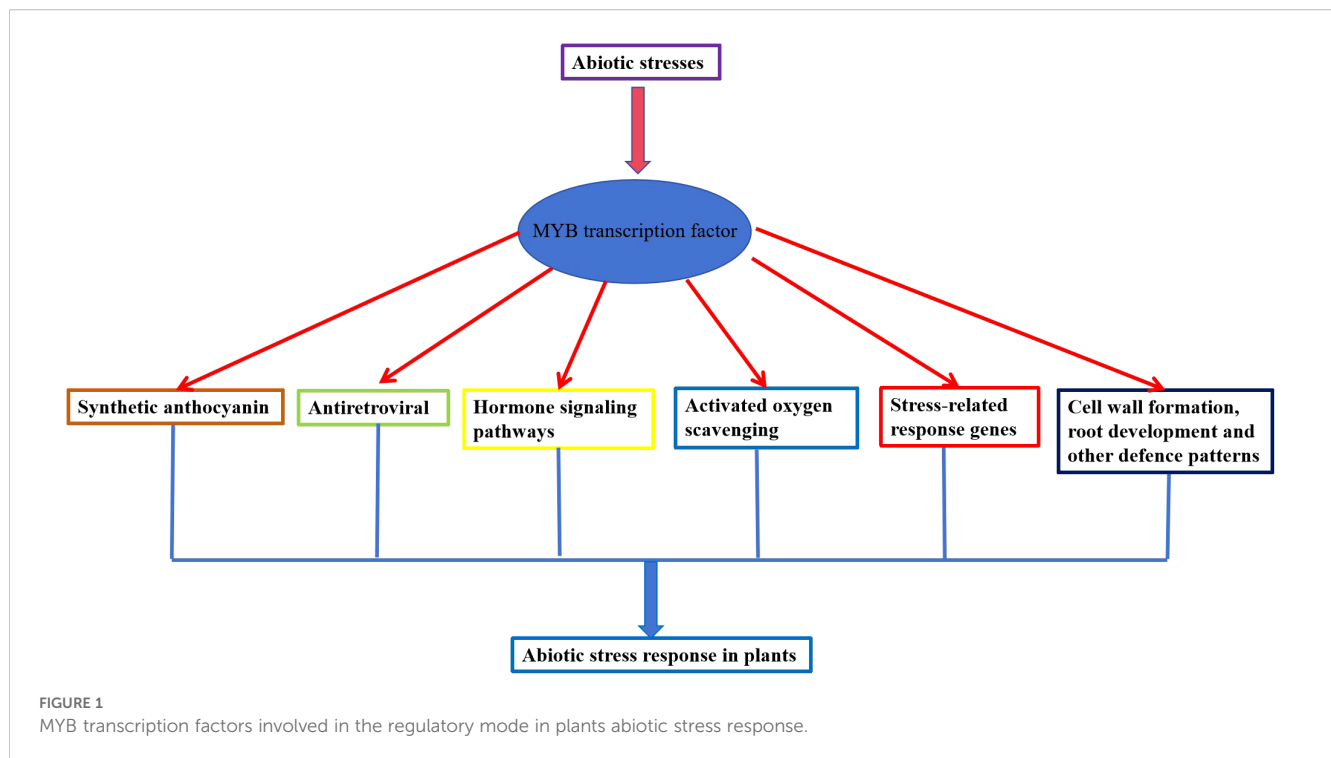 Abiotic stresses
MYB transcription factor
Synthetic anthocyanin
Antiretroviral
Hormone signaling
pathways
Activated oxygen
scavenging
Stress-related
response genes
Cell wall formation,
root development and
other defence patterns
Abiotic stress response in plants
FIGURE 1
MYB transcription factors involved in the regulatory mode in plants abiotic stress response.